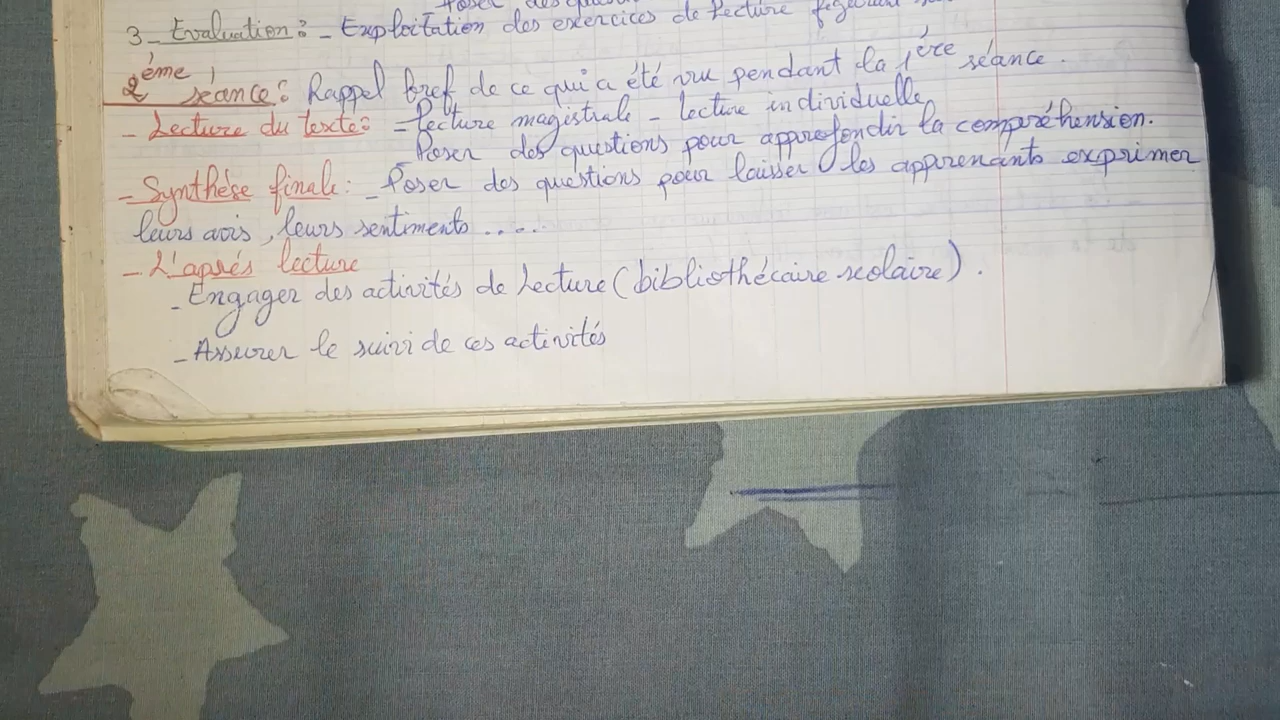 Poser des
3 - Evaluation : - Exploitation des exercices de lecture
2ème séance : Rappel bref de ce qui a été vu pendant la 1ère séance.
- Lecture du texte : - Lecture magistrale - lecture individuelle
- Poser des questions pour approfondir la compréhension.
- Synthèse finale : - Poser des questions pour laisser les apprenants exprimer
leurs avis, leurs sentiments .....
- L'après lecture
- Engager des activités de lecture (bibliothécaire scolaire).
- Assurer le suivi de ces activités